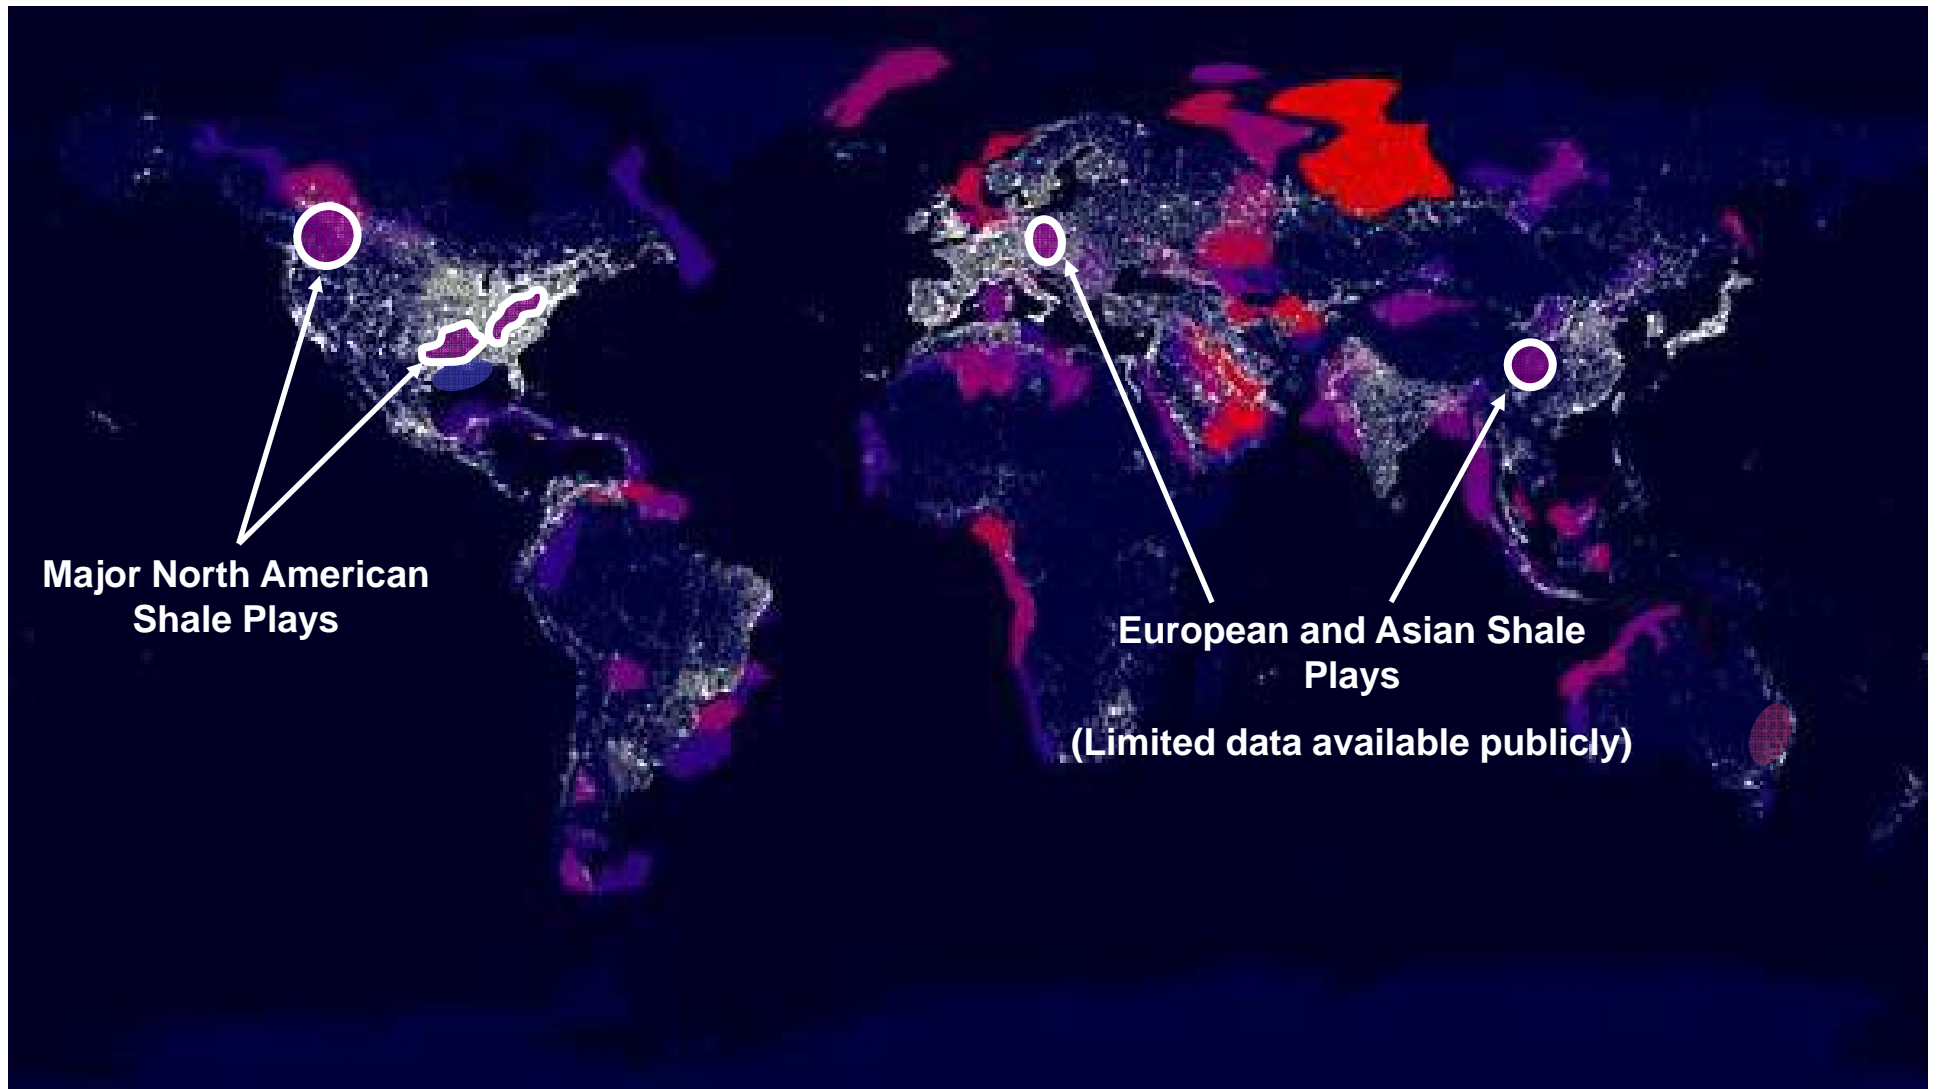 Major North American
Shale Plays
European and Asian Shale
Plays
(Limited data available publicly)